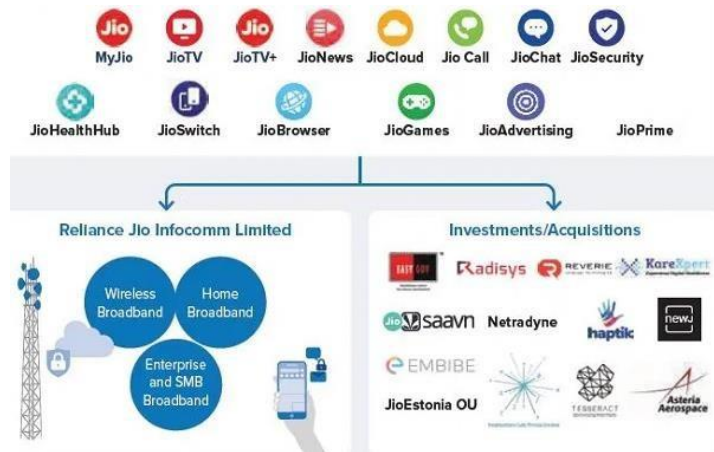 Jio Jio
MyJio JioTV JioTV+ JioNews JioCloud Jio Call JioChat JioSecurity
JioHealthHub JioSwitch JioBrowser JioGames JioAdvertising JioPrime
Reliance Jio Infocomm Limited
Wireless
Broadband
Home
Broadband
Enterprise
and SMB
Broadband
Investments/Acquisitions
EASY GOV Radisys REVERIE KareXpert
Jio saavn Netradyne haptik newJ
EMBIBE
JioEstonia OU
TESSERACT
Asteria
Aerospace